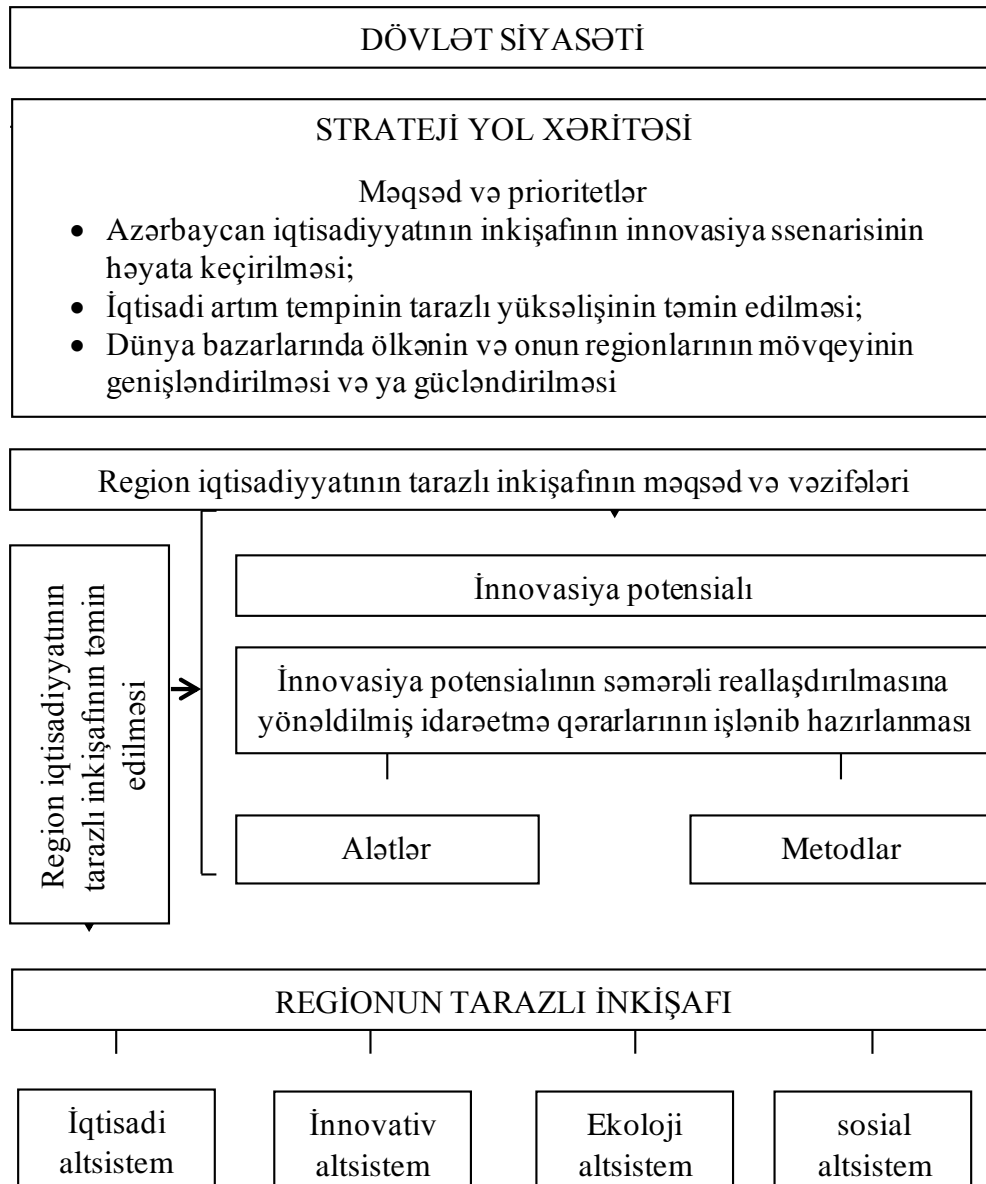 DÖVLƏT SİYASƏTİ
STRATEJİ YOL XƏRİTƏSİ
Məqsəd və prioritetlər
• Azərbaycan iqtisadiyyatının inkişafının innovasiya ssenarisinin
həyata keçirilməsi;
• İqtisadi artım tempinin tarazlı yüksəlişinin təmin edilməsi;
• Dünya bazarlarında ölkənin və onun regionlarının mövqeyinin
genişləndirilməsi və ya gücləndirilməsi
Region iqtisadiyyatının tarazlı inkişafının məqsəd və vəzifələri
Region iqtisadiyyatının
tarazlı inkişafının təmin
edilməsi
İnnovasiya potensialı
İnnovasiya potensialının səmərəli reallaşdırılmasına
yönəldilmiş idarəetmə qərarlarının işlənib hazırlanması
Alətlər
Metodlar
REGİONUN TARAZLI İNKİŞAFI
İqtisadi
altsistem
İnnovativ
altsistem
Ekoloji
altsistem
sosial
altsistem